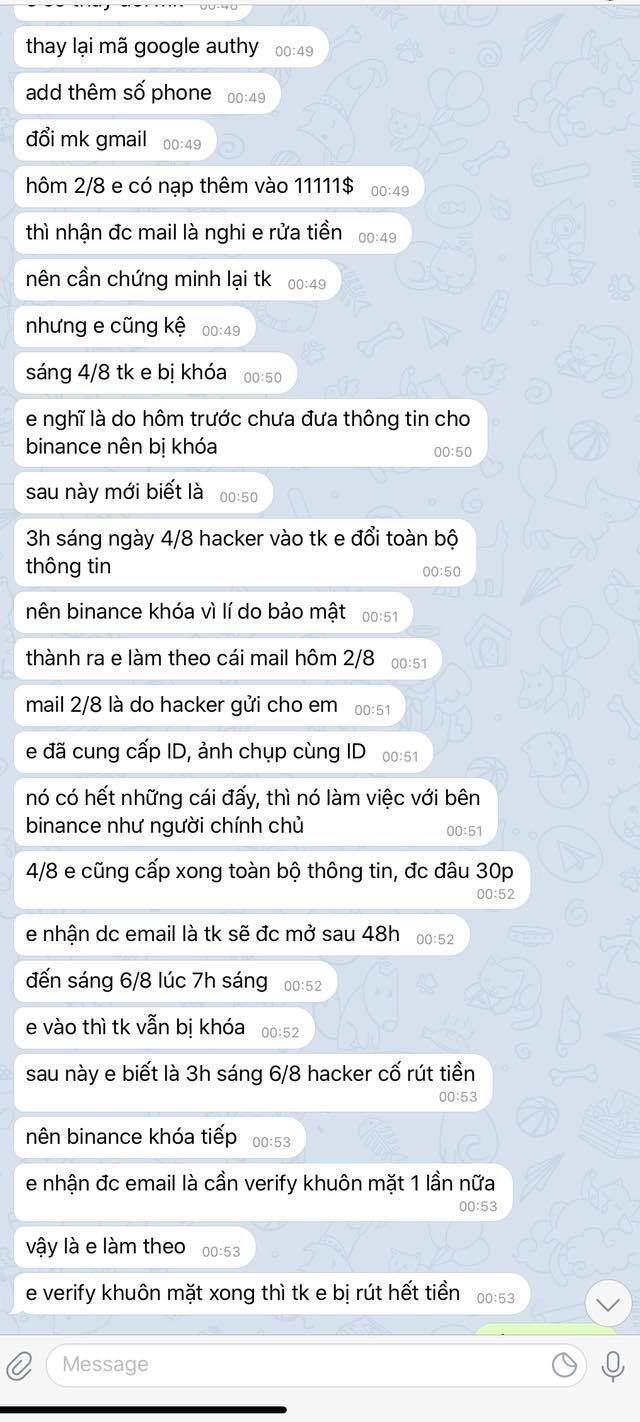 00:48
thay lại mã google authy 00:49
add thêm số phone 00:49
đổi mk gmail 00:49
hôm 2/8 e có nạp thêm vào 11111$ 00:49
thì nhận đc mail là nghi e rửa tiền 00:49
nên cần chứng minh lại tk 00:49
nhưng e cũng kệ 00:49
sáng 4/8 tk e bị khóa 00:50
e nghĩ là do hôm trước chưa đưa thông tin cho
binance nên bị khóa 00:50
sau này mới biết là 00:50
3h sáng ngày 4/8 hacker vào tk e đổi toàn bộ
thông tin 00:50
nên binance khóa vì lí do bảo mật 00:51
thành ra e làm theo cái mail hôm 2/8 00:51
mail 2/8 là do hacker gửi cho em 00:51
e đã cung cấp ID, ảnh chụp cùng ID 00:51
nó có hết những cái đấy, thì nó làm việc với bên
binance như người chính chủ 00:51
4/8 e cũng cấp xong toàn bộ thông tin, đc đâu 30p
00:52
e nhận dc email là tk sẽ đc mở sau 48h 00:52
đến sáng 6/8 lúc 7h sáng 00:52
e vào thì tk vẫn bị khóa 00:52
sau này e biết là 3h sáng 6/8 hacker cố rút tiền
00:53
nên binance khóa tiếp 00:53
e nhận đc email là cần verify khuôn mặt 1 lần nữa
00:53
vậy là e làm theo 00:53
e verify khuôn mặt xong thì tk e bị rút hết tiền 00:53
Message